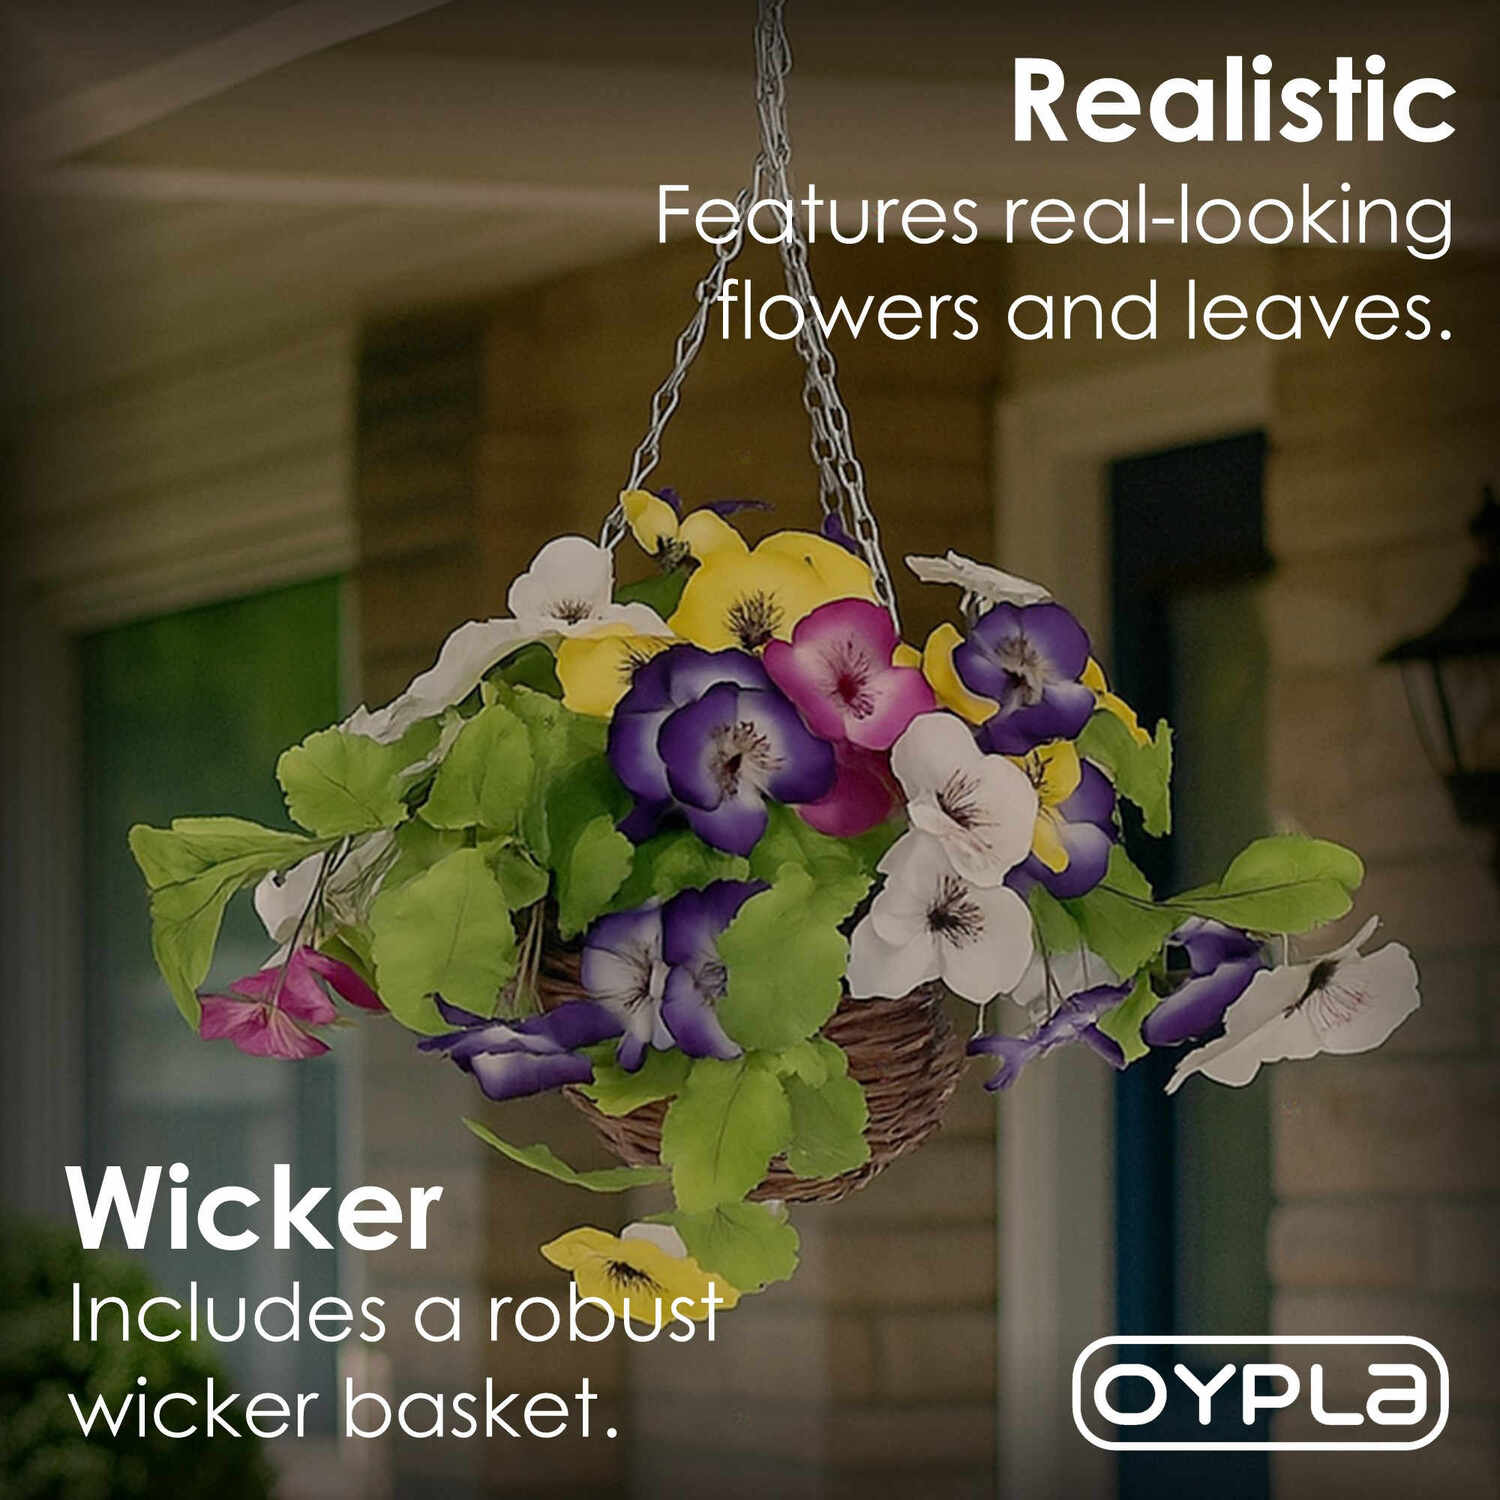 Realistic
Features real-looking
flowers and leaves.
Wicker
Includes a robust
wicker basket.
OYPLA